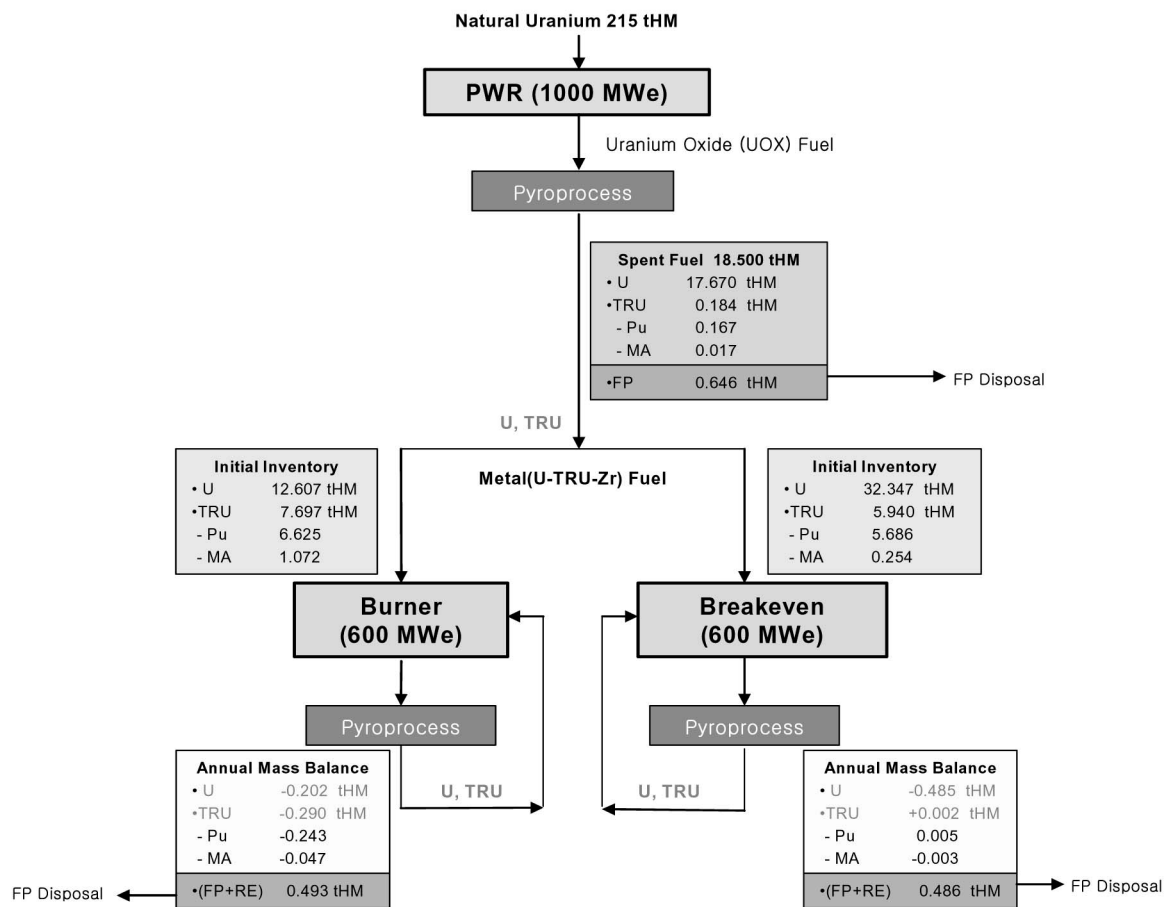 Natural Uranium 215 tHM
PWR (1000 MWe)
Uranium Oxide (UOX) Fuel
Pyroprocess
Spent Fuel 18.500 tHM
• U 17.670 tHM
•TRU 0.184 tHM
- Pu 0.167
- MA 0.017
•FP 0.646 tHM
FP Disposal
U, TRU
Metal(U-TRU-Zr) Fuel
Initial Inventory
• U 12.607 tHM
•TRU 7.697 tHM
- Pu 6.625
- MA 1.072
Initial Inventory
• U 32.347 tHM
•TRU 5.940 tHM
- Pu 5.686
- MA 0.254
Burner
(600 MWe)
Breakeven
(600 MWe)
Pyroprocess
Pyroprocess
U, TRU
U, TRU
Annual Mass Balance
• U -0.202 tHM
•TRU -0.290 tHM
- Pu -0.243
- MA -0.047
•(FP+RE) 0.493 tHM
FP Disposal
Annual Mass Balance
• U -0.485 tHM
•TRU +0.002 tHM
- Pu 0.005
- MA -0.003
•(FP+RE) 0.486 tHM
FP Disposal